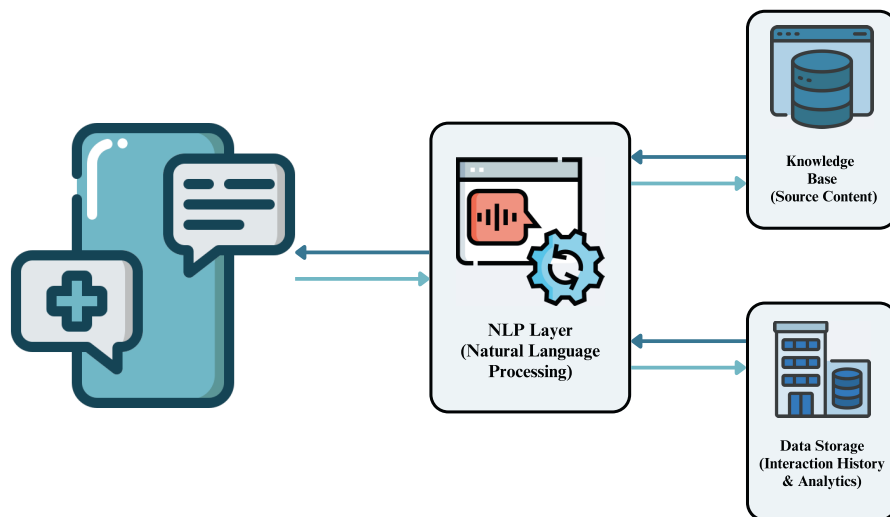 Knowledge
Base
(Source Content)
NLP Layer
(Natural Language
Processing)
Data Storage
(Interaction History
& Analytics)